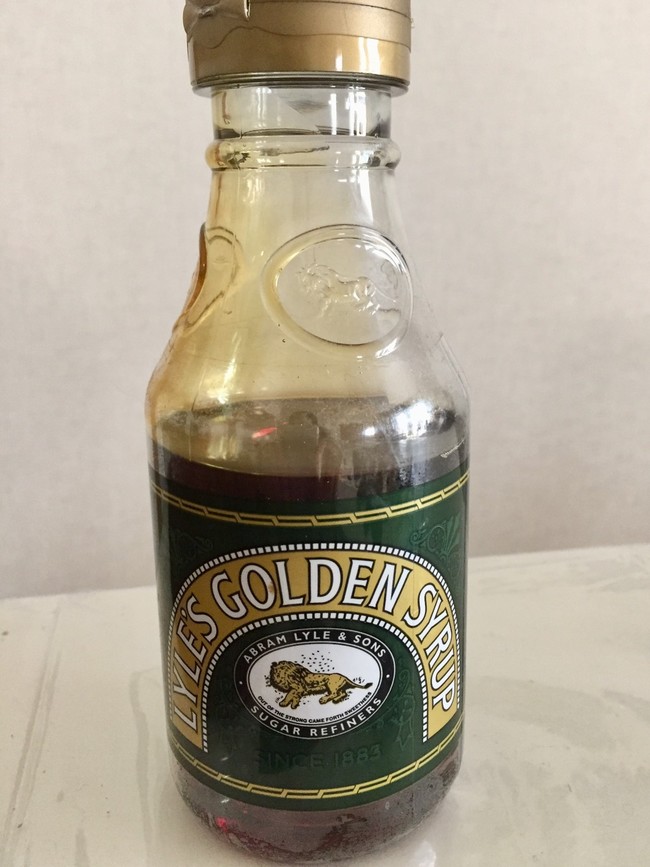 LYLE'S GOLDEN SYRUP
ABRAM LYLE & SONS
OUT OF THE STRONG CAME FORTH SWEETNESS
SUGAR REFINERS
SINCE 1883